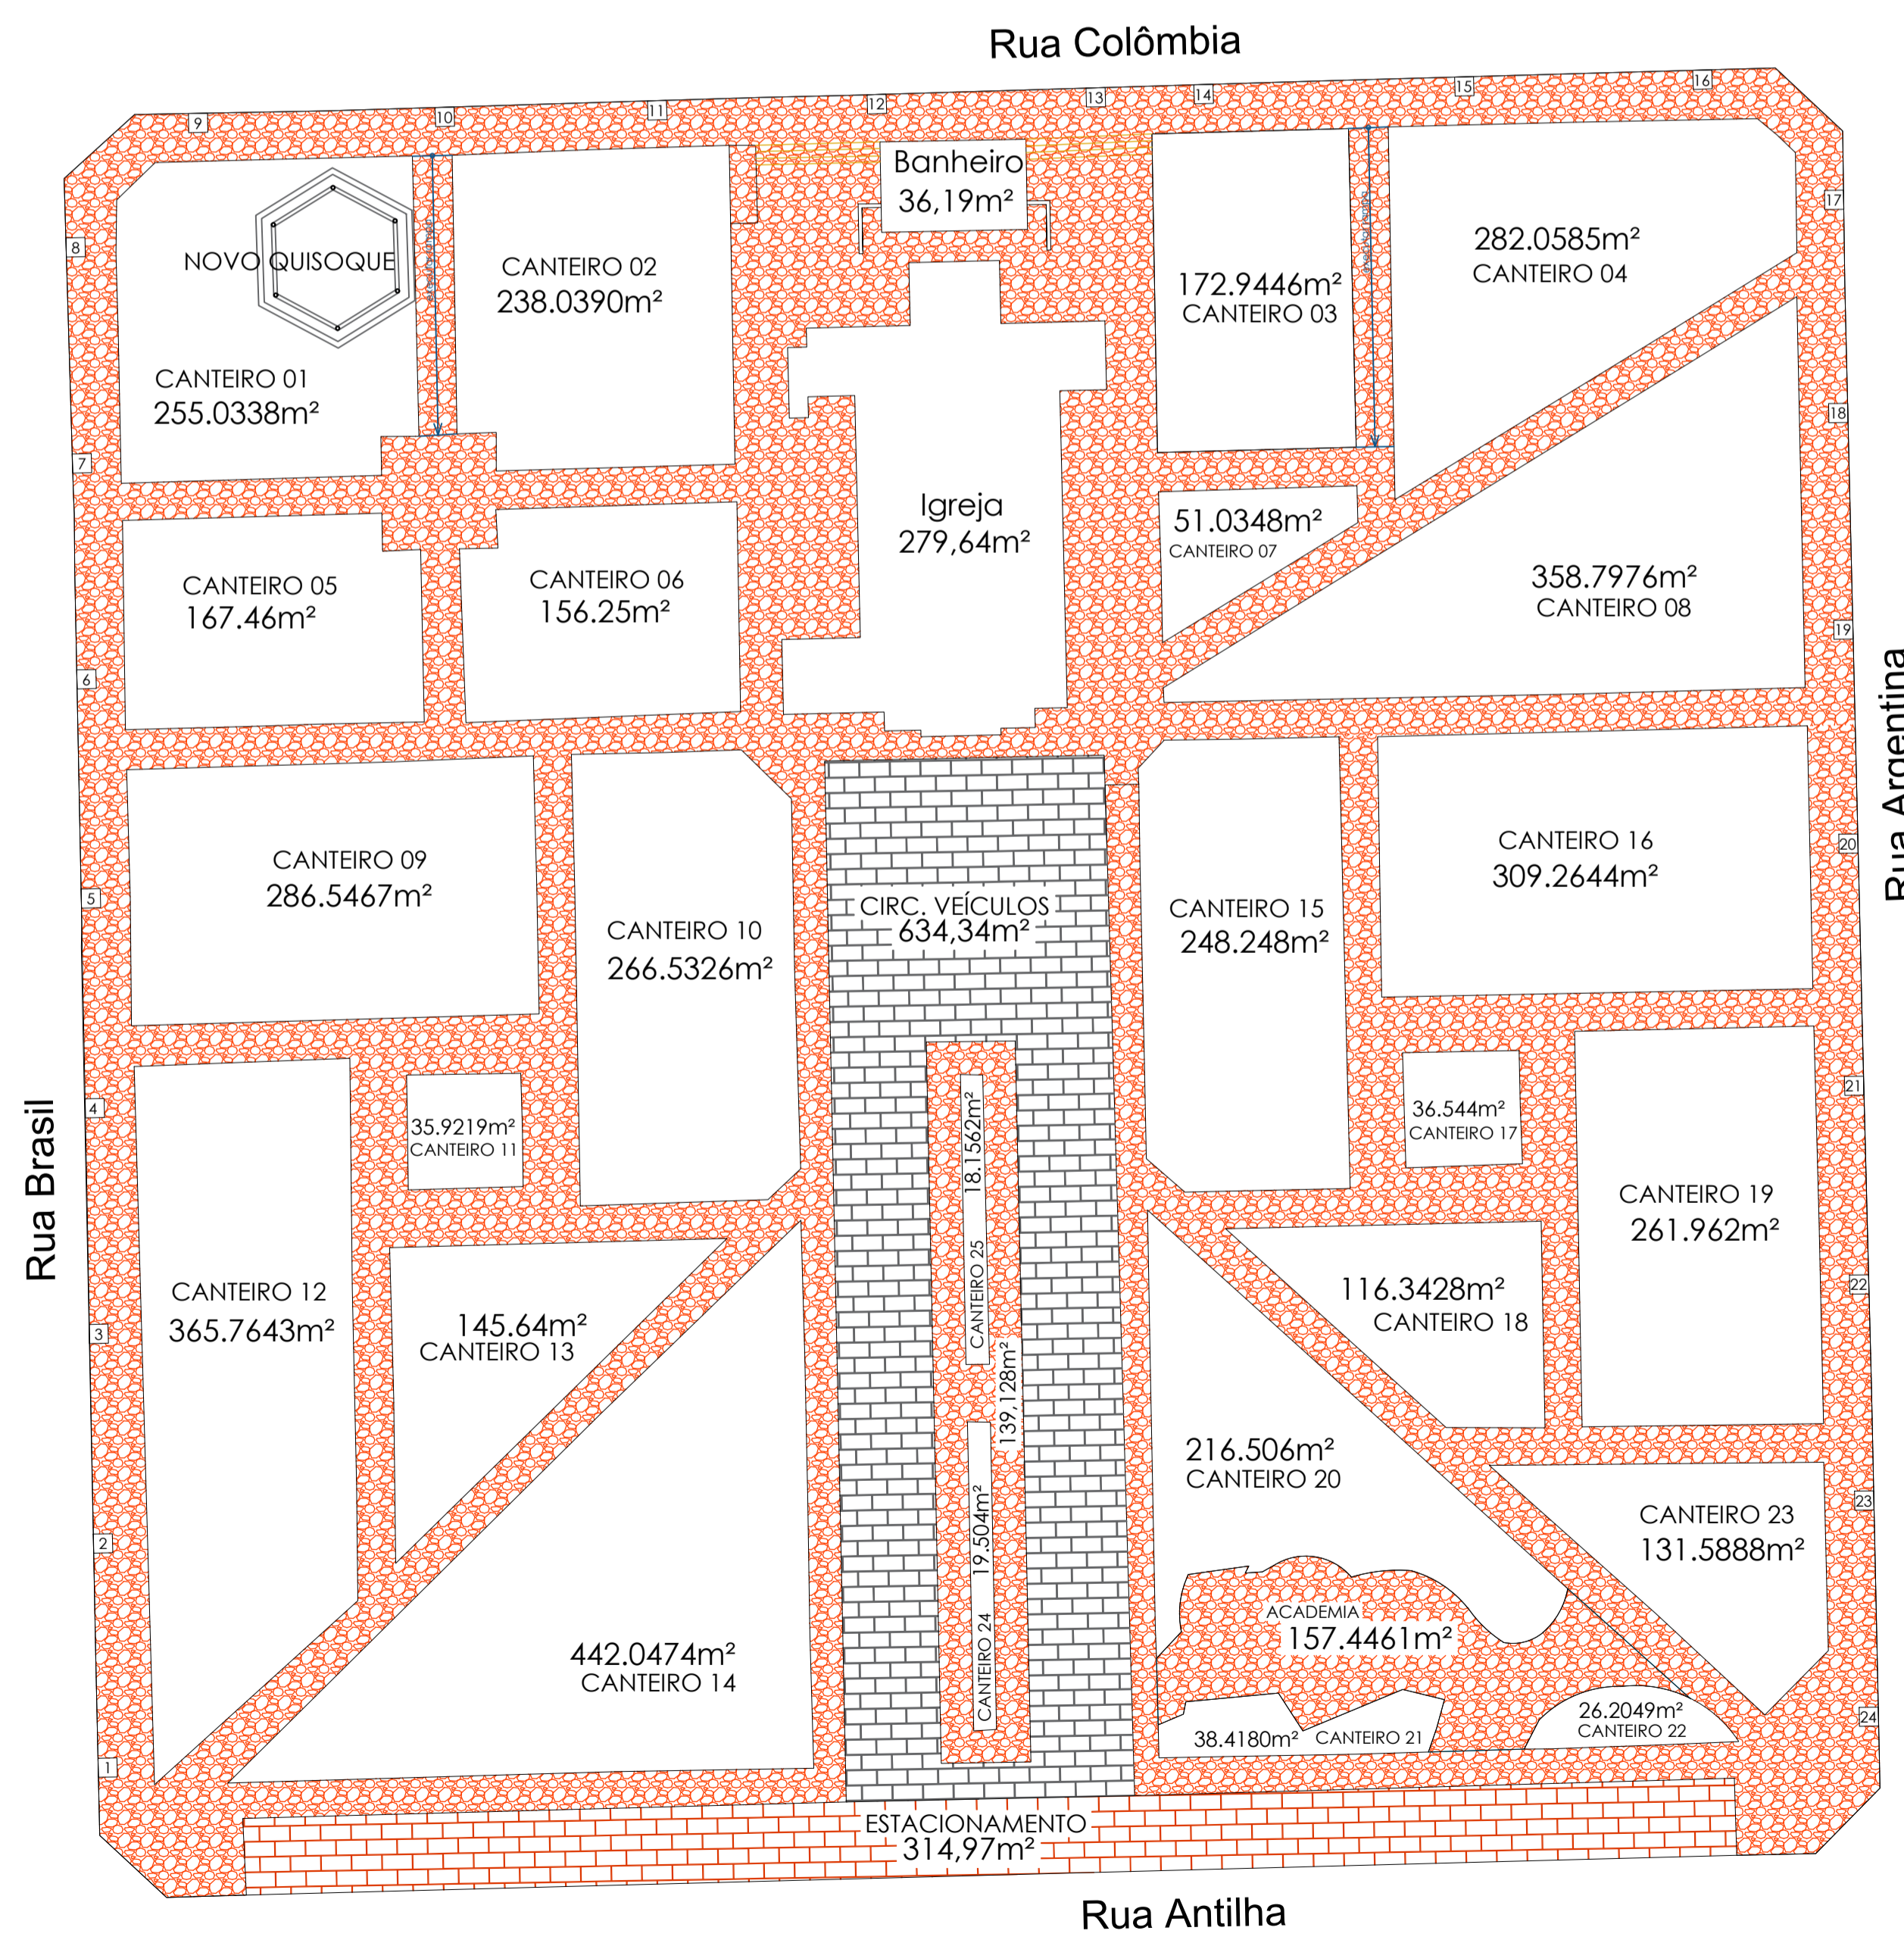 Rua Colômbia
9
10
11
12
13
14
15
16
Banheiro
36,19m²
17
8
NOVO QUISOQUE
CANTEIRO 02
238.0390m²
172.9446m²
CANTEIRO 03
282.0585m²
CANTEIRO 04
CANTEIRO 01
255.0338m²
18
7
Igreja
279,64m²
51.0348m²
CANTEIRO 07
CANTEIRO 05
167.46m²
CANTEIRO 06
156.25m²
358.7976m²
CANTEIRO 08
19
6
Rua Argentina
CANTEIRO 09
286.5467m²
CANTEIRO 10
266.5326m²
CIRC. VEÍCULOS
634,34m²
CANTEIRO 15
248.248m²
CANTEIRO 16
309.2644m²
20
5
Rua Brasil
4
35.9219m²
CANTEIRO 11
CANTEIRO 25 18.1562m²
36.544m²
CANTEIRO 17
21
CANTEIRO 19
261.962m²
CANTEIRO 12
365.7643m²
145.64m²
CANTEIRO 13
139,128m²
116.3428m²
CANTEIRO 18
22
3
216.506m²
CANTEIRO 20
CANTEIRO 23
131.5888m²
23
2
CANTEIRO 24 19.504m²
ACADEMIA
157.4461m²
442.0474m²
CANTEIRO 14
38.4180m² CANTEIRO 21
26.2049m²
CANTEIRO 22
24
1
ESTACIONAMENTO
314,97m²
Rua Antilha